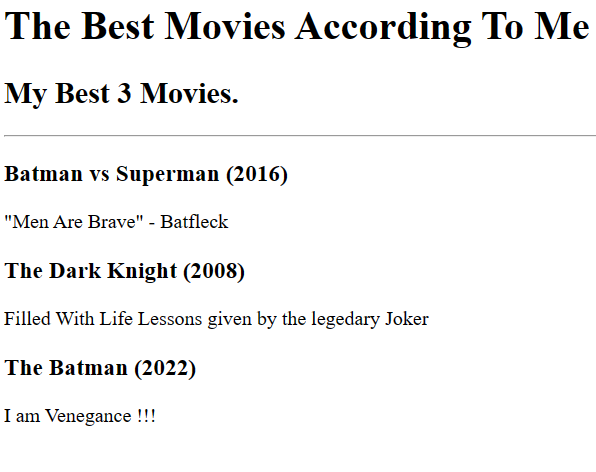 The Best Movies According To Me
My Best 3 Movies.
Batman vs Superman (2016)
"Men Are Brave" - Batfleck
The Dark Knight (2008)
Filled With Life Lessons given by the legedary Joker
The Batman (2022)
I am Venegance !!!